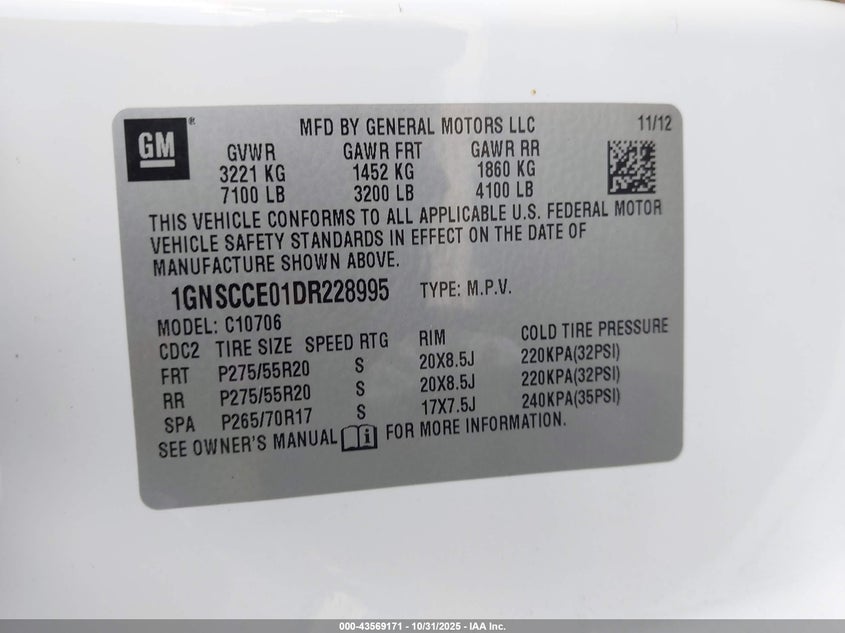 GM®
MFD BY GENERAL MOTORS LLC 11/12
GVWR GAWR FRT GAWR RR
3221 KG 1452 KG 1860 KG
7100 LB 3200 LB 4100 LB
THIS VEHICLE CONFORMS TO ALL APPLICABLE U.S. FEDERAL MOTOR
VEHICLE SAFETY STANDARDS IN EFFECT ON THE DATE OF
MANUFACTURE SHOWN ABOVE.
1GNSCCE01DR228995 TYPE: M.P.V.
MODEL: C10706
CDC2 TIRE SIZE SPEED RTG RIM COLD TIRE PRESSURE
FRT P275/55R20 S 20X8.5J 220KPA(32PSI)
RR P275/55R20 S 20X8.5J 220KPA(32PSI)
SPA P265/70R17 S 17X7.5J 240KPA(35PSI)
SEE OWNER'S MANUAL i FOR MORE INFORMATION.
000-43569171 - 10/31/2025 - IAA Inc.